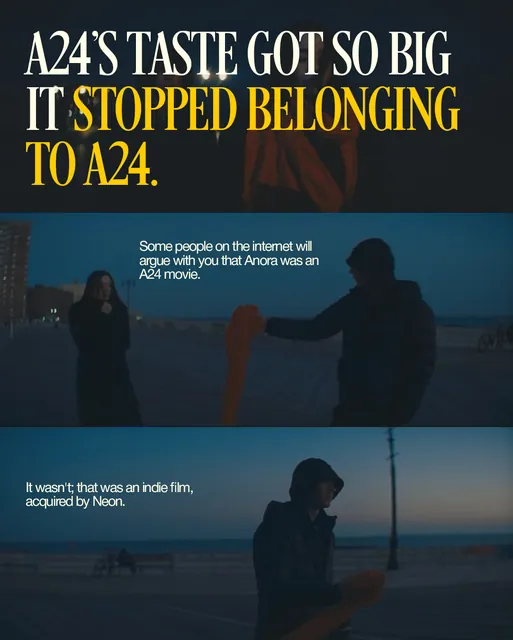 A24'S TASTE GOT SO BIG
IT STOPPED BELONGING
TO A24.
Some people on the internet will
argue with you that Anora was an
A24 movie.
It wasn't; that was an indie film,
acquired by Neon.